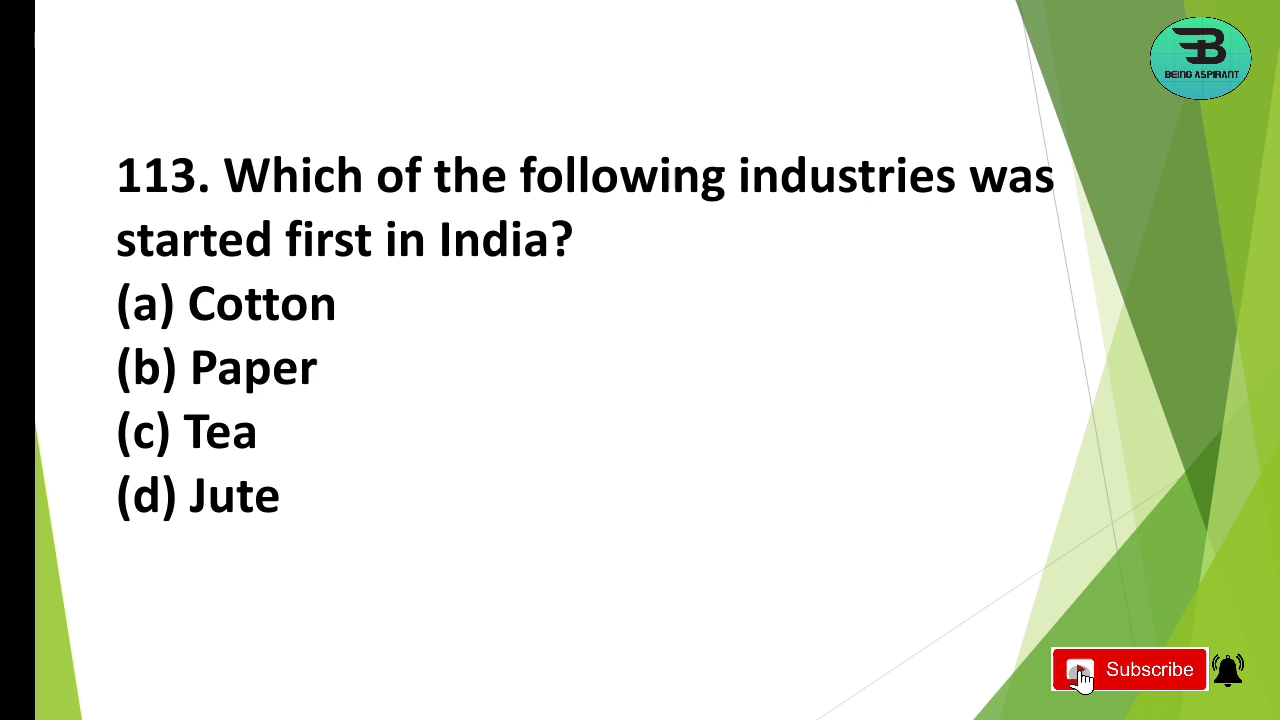 BEING ASPIRANT
113. Which of the following industries was
started first in India?
(a) Cotton
(b) Paper
(c) Tea
(d) Jute
Subscribe